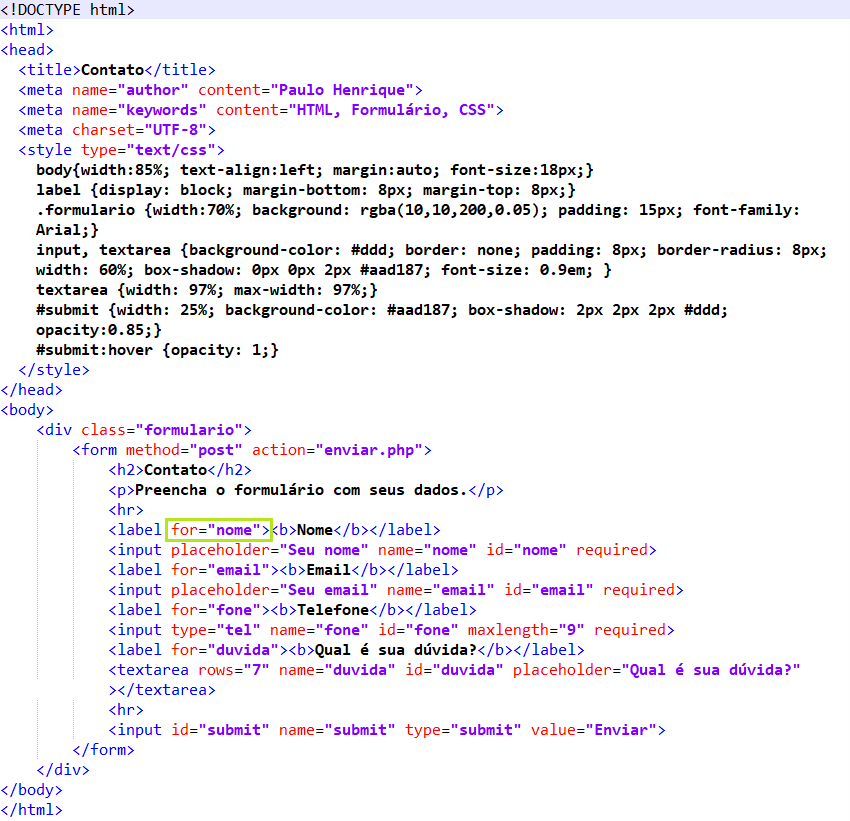 <!DOCTYPE html>
<html>
<head>
<title>Contato</title>
<meta name="author" content="Paulo Henrique">
<meta name="keywords" content="HTML, Formulário, CSS">
<meta charset="UTF-8">
<style type="text/css">
body{width:85%; text-align:left; margin:auto; font-size:18px;}
label {display: block; margin-bottom: 8px; margin-top: 8px;}
.formulario {width:70%; background: rgba(10,10,200,0.05); padding: 15px; font-family:
Arial;}
input, textarea {background-color: #ddd; border: none; padding: 8px; border-radius: 8px;
width: 60%; box-shadow: 0px 0px 2px #aad187; font-size: 0.9em; }
textarea {width: 97%; max-width: 97%;}
#submit {width: 25%; background-color: #aad187; box-shadow: 2px 2px 2px #ddd;
opacity:0.85;}
#submit:hover {opacity: 1;}
</style>
</head>
<body>
<div class="formulario">
<form method="post" action="enviar.php">
<h2>Contato</h2>
<p>Preencha o formulário com seus dados.</p>
<hr>
<label for="nome"><b>Nome</b></label>
<input placeholder="Seu nome" name="nome" id="nome" required>
<label for="email"><b>Email</b></label>
<input placeholder="Seu email" name="email" id="email" required>
<label for="fone"><b>Telefone</b></label>
<input type="tel" name="fone" id="fone" maxlength="9" required>
<label for="duvida"><b>Qual é sua dúvida?</b></label>
<textarea rows="7" name="duvida" id="duvida" placeholder="Qual é sua dúvida?"
></textarea>
<hr>
<input id="submit" name="submit" type="submit" value="Enviar">
</form>
</div>
</body>
</html>